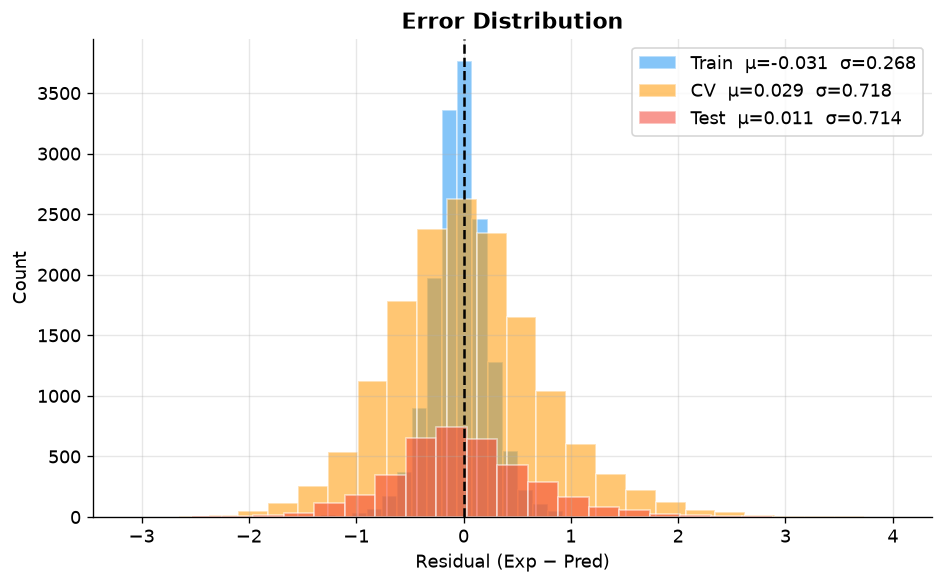 Error Distribution
Train  μ=-0.031  σ=0.268
CV  μ=0.029  σ=0.718
Test  μ=0.011  σ=0.714
Count
3500
3000
2500
2000
1500
1000
500
0
−3
−2
−1
0
1
2
3
4
Residual (Exp − Pred)